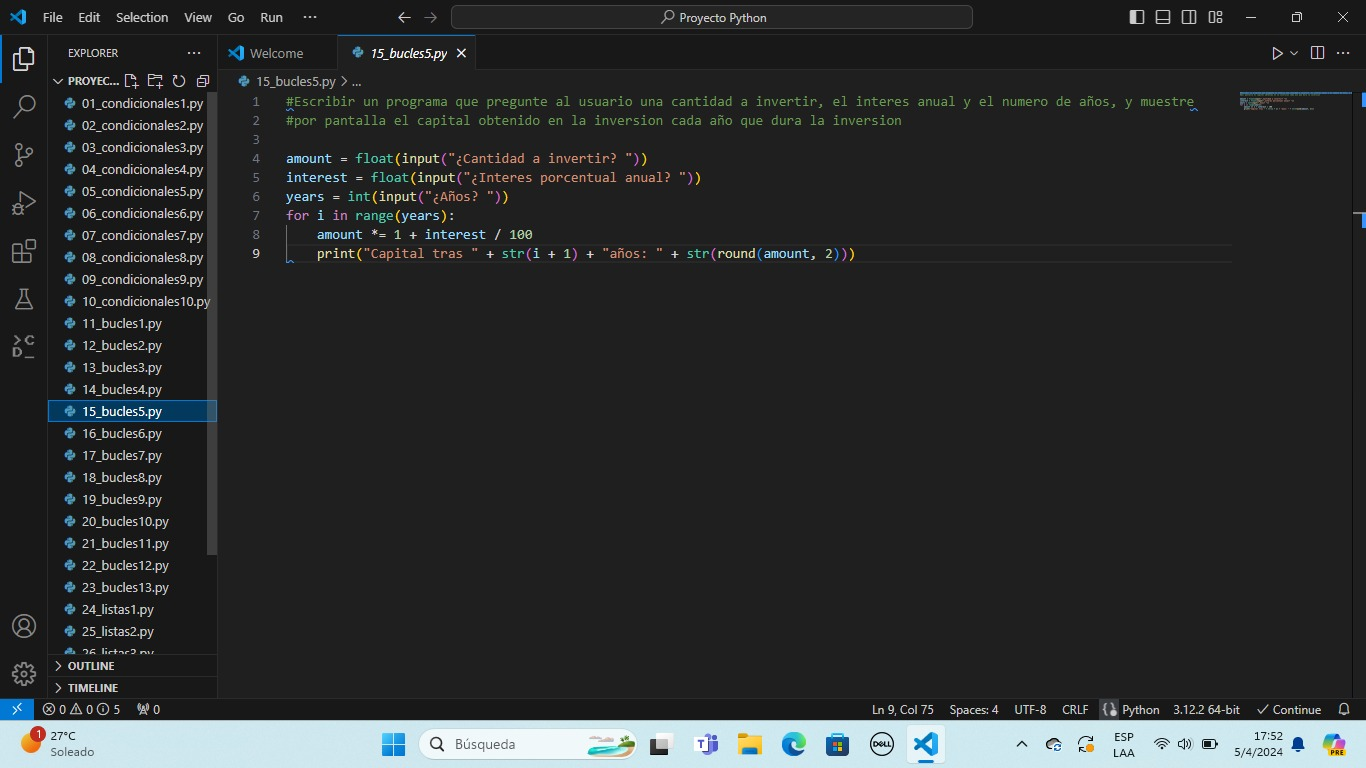 File Edit Selection View Go Run ···
Proyecto Python
EXPLORER
PROYEC...
01_condicionales1.py
02_condicionales2.py
03_condicionales3.py
04_condicionales4.py
05_condicionales5.py
06_condicionales6.py
07_condicionales7.py
08_condicionales8.py
09_condicionales9.py
10_condicionales10.py
11_bucles1.py
12_bucles2.py
13_bucles3.py
14_bucles4.py
15_bucles5.py
16_bucles6.py
17_bucles7.py
18_bucles8.py
19_bucles9.py
20_bucles10.py
21_bucles11.py
22_bucles12.py
23_bucles13.py
24_listas1.py
25_listas2.py
26_listas3.py
OUTLINE
TIMELINE
Welcome
15_bucles5.py
15_bucles5.py > ...
1 #Escribir un programa que pregunte al usuario una cantidad a invertir, el interes anual y el numero de años, y muestre
2 #por pantalla el capital obtenido en la inversion cada año que dura la inversion
3
4 amount = float(input("¿Cantidad a invertir? "))
5 interest = float(input("¿Interes porcentual anual? "))
6 years = int(input("¿Años? "))
7 for i in range(years):
8     amount *= 1 + interest / 100
9     print("Capital tras " + str(i + 1) + "años: " + str(round(amount, 2)))
0 0 5 0
Ln 9, Col 75 Spaces: 4 UTF-8 CRLF Python 3.12.2 64-bit Continue
1
27°C
Soleado
Búsqueda
DELL
PRE
ESP
LAA
17:52
5/4/2024